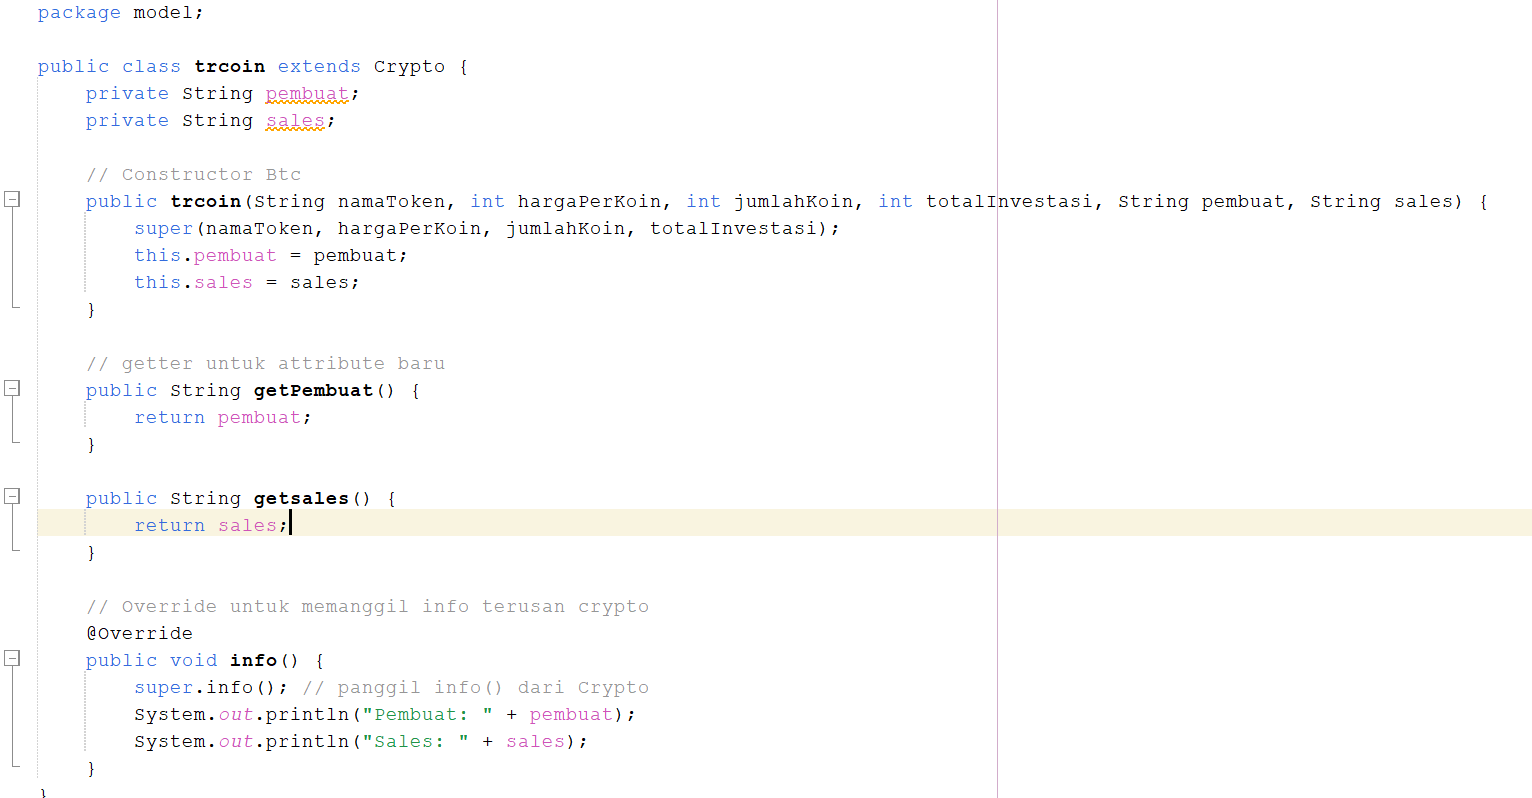 package model;
public class trcoin extends Crypto {
    private String pembuat;
    private String sales;
    // Constructor Btc
    public trcoin(String namaToken, int hargaPerKoin, int jumlahKoin, int totalInvestasi, String pembuat, String sales) {
        super(namaToken, hargaPerKoin, jumlahKoin, totalInvestasi);
        this.pembuat = pembuat;
        this.sales = sales;
    }
    // getter untuk attribute baru
    public String getPembuat() {
        return pembuat;
    }
    public String getsales() {
        return sales;
    }
    // Override untuk memanggil info terusan crypto
    @Override
    public void info() {
        super.info(); // panggil info() dari Crypto
        System.out.println("Pembuat: " + pembuat);
        System.out.println("Sales: " + sales);
    }
}